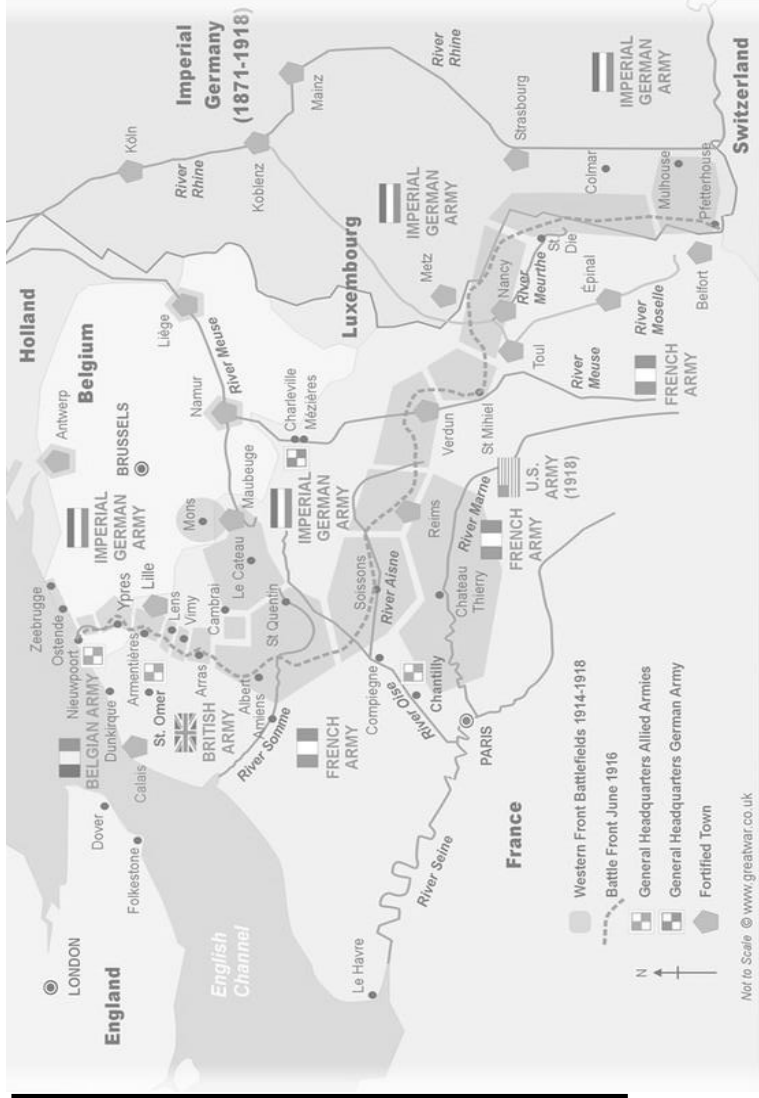 England
LONDON
Folkestone
Dover
English
Channel
Le Havre
River Seine
France
PARIS
Calais
Dunkirque
BELGIAN ARMY
Nieuwpoort
Ostende
Zeebrugge
St. Omer
BRITISH
ARMY
River Somme
FRENCH
ARMY
Amiens
Albert
Arras
Armentières
Ypres
Lille
Lens
Vimy
Cambrai
Le Cateau
St Quentin
Compiegne
River Oise
Chantilly
Soissons
River Aisne
Chateau
Thierry
River Marne
FRENCH
ARMY
U.S.
ARMY
(1918)
Reims
IMPERIAL
GERMAN
ARMY
Mons
Maubeuge
BRUSSELS
Antwerp
Holland
Belgium
Namur
Liège
River Meuse
IMPERIAL
GERMAN
ARMY
Charleville
Mézières
Verdun
St Mihiel
Luxembourg
Köln
River
Rhine
Koblenz
Imperial
Germany
(1871-1918)
Mainz
River
Rhine
IMPERIAL
GERMAN
ARMY
Metz
Nancy
River
Meurthe
St.
Die
Toul
Épinal
River
Meuse
River
Moselle
FRENCH
ARMY
Belfort
Strasbourg
Colmar
Mulhouse
Pfetterhouse
IMPERIAL
GERMAN
ARMY
Switzerland
Western Front Battlefields 1914-1918
Battle Front June 1916
General Headquarters Allied Armies
General Headquarters German Army
Fortified Town
N
Not to Scale © www.greatwar.co.uk